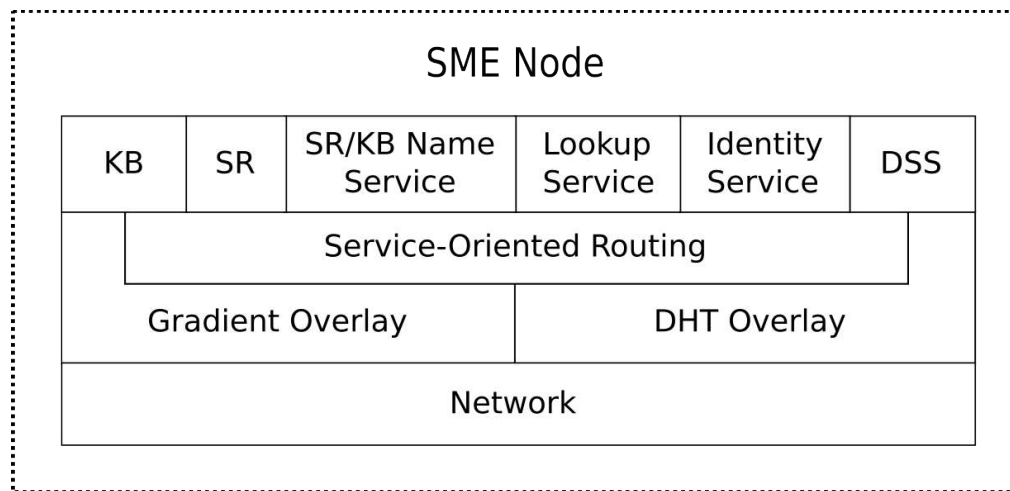 SME Node
KB
SR
SR/KB Name
Service
Lookup
Service
Identity
Service
DSS
Service-Oriented Routing
Gradient Overlay
DHT Overlay
Network